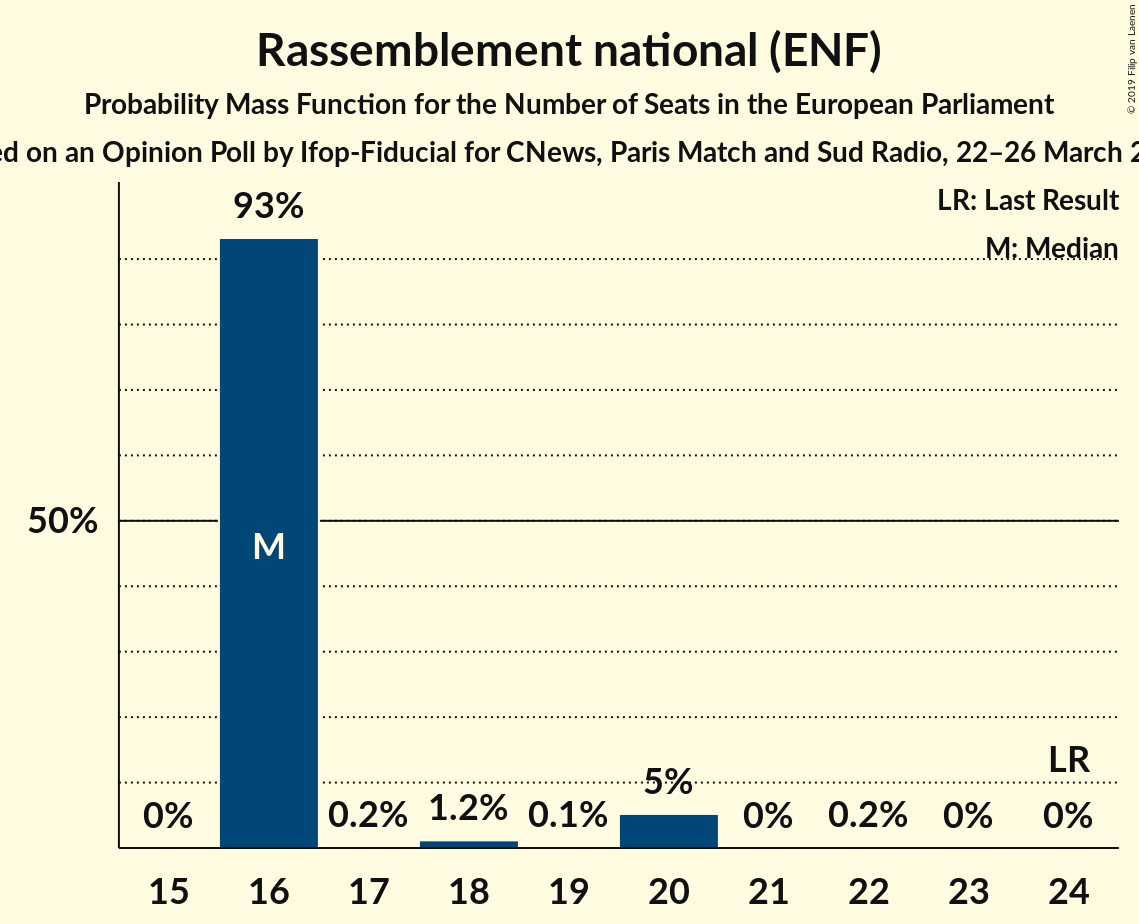 Rassemblement national (ENF)
Probability Mass Function for the Number of Seats in the European Parliament
on an Opinion Poll by Ifop-Fiducial for CNews, Paris Match and Sud Radio, 22–26 March
© 2019 Filip van Laenen
LR: Last Result
M: Median
93%
50%
M
LR
5%
0% 0.2% 1.2% 0.1% 0% 0.2% 0% 0%
15 16 17 18 19 20 21 22 23 24